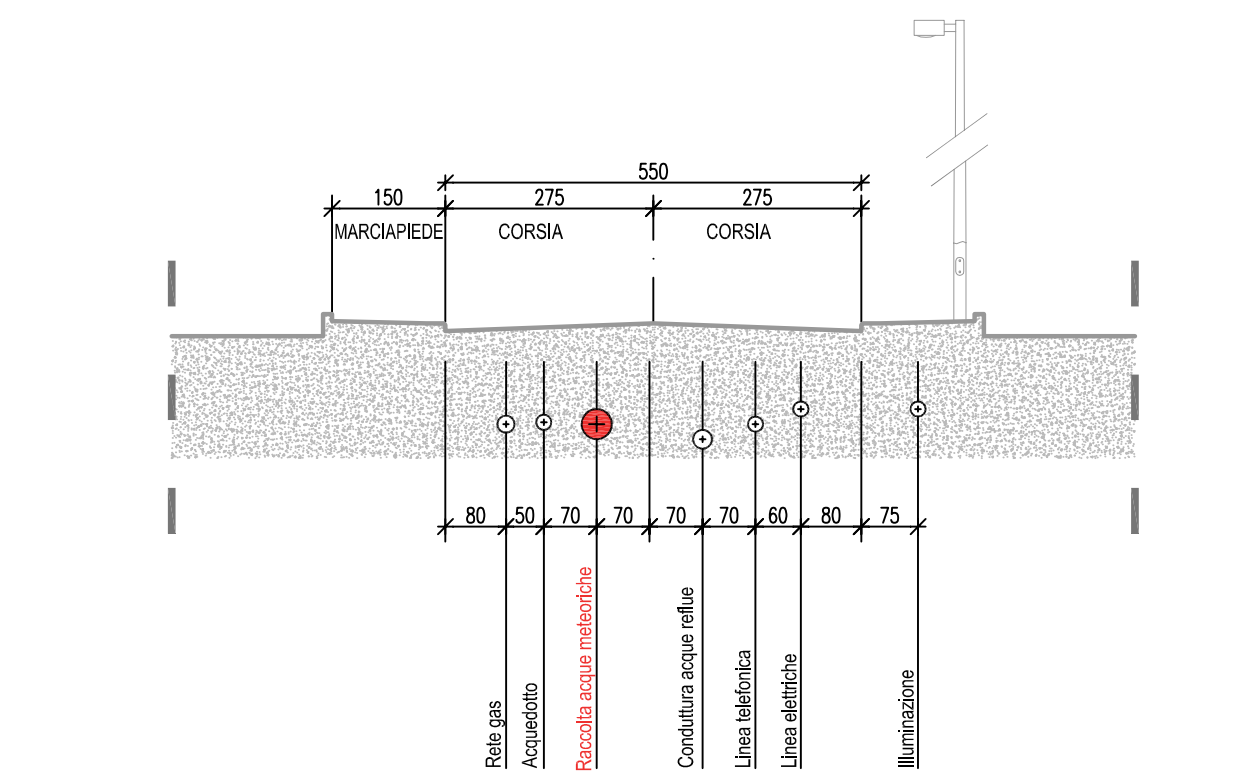 550
150 275 275
MARCIAPIEDE CORSIA CORSIA
80 50 70 70 70 70 60 80 75
Rete gas
Acquedotto
Raccolta acque meteoriche
Conduttura acque reflue
Linea telefonica
Linea elettriche
Illuminazione